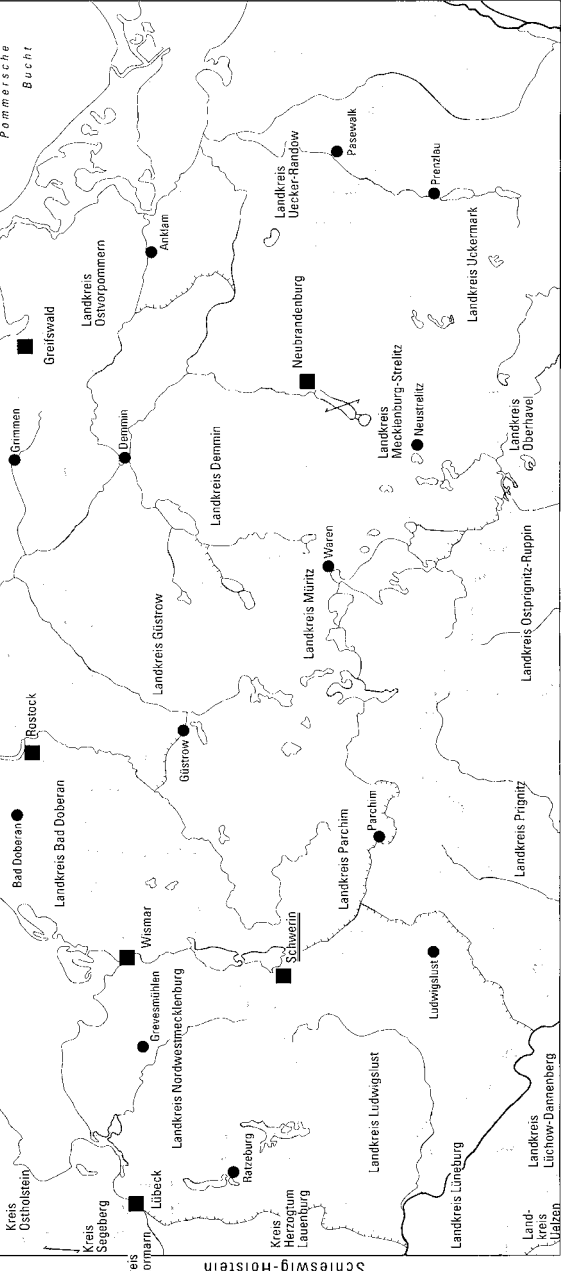 Pommersche
Bucht
Kreis
Ostholstein
Kreis
Segeberg
eis
ormarn
Lübeck
Grevesmühlen
Wismar
Bad Doberan
Landkreis Bad Doberan
Rostock
Grimmen
Greifswald
Landkreis
Ostvorpommern
Demmin
Anklam
Landkreis Nordwestmecklenburg
Güstrow
Landkreis Güstrow
Landkreis Demmin
Ratzeburg
Kreis
Herzogtum
Lauenburg
Schwerin
Landkreis Müritz
Waren
Neubrandenburg
Landkreis
Uecker-Randow
Pasewalk
Landkreis Ludwigslust
Landkreis Parchim
Parchim
Landkreis
Mecklenburg-Strelitz
Neustrelitz
Prenzlau
Landkreis Uckermark
Ludwigslust
Landkreis Lüneburg
Landkreis Prignitz
Landkreis Ostprignitz-Ruppin
Landkreis
Oberhavel
Land-
kreis
Uelzen
Landkreis
Lüchow-Dannenberg
Schleswig-Holstein